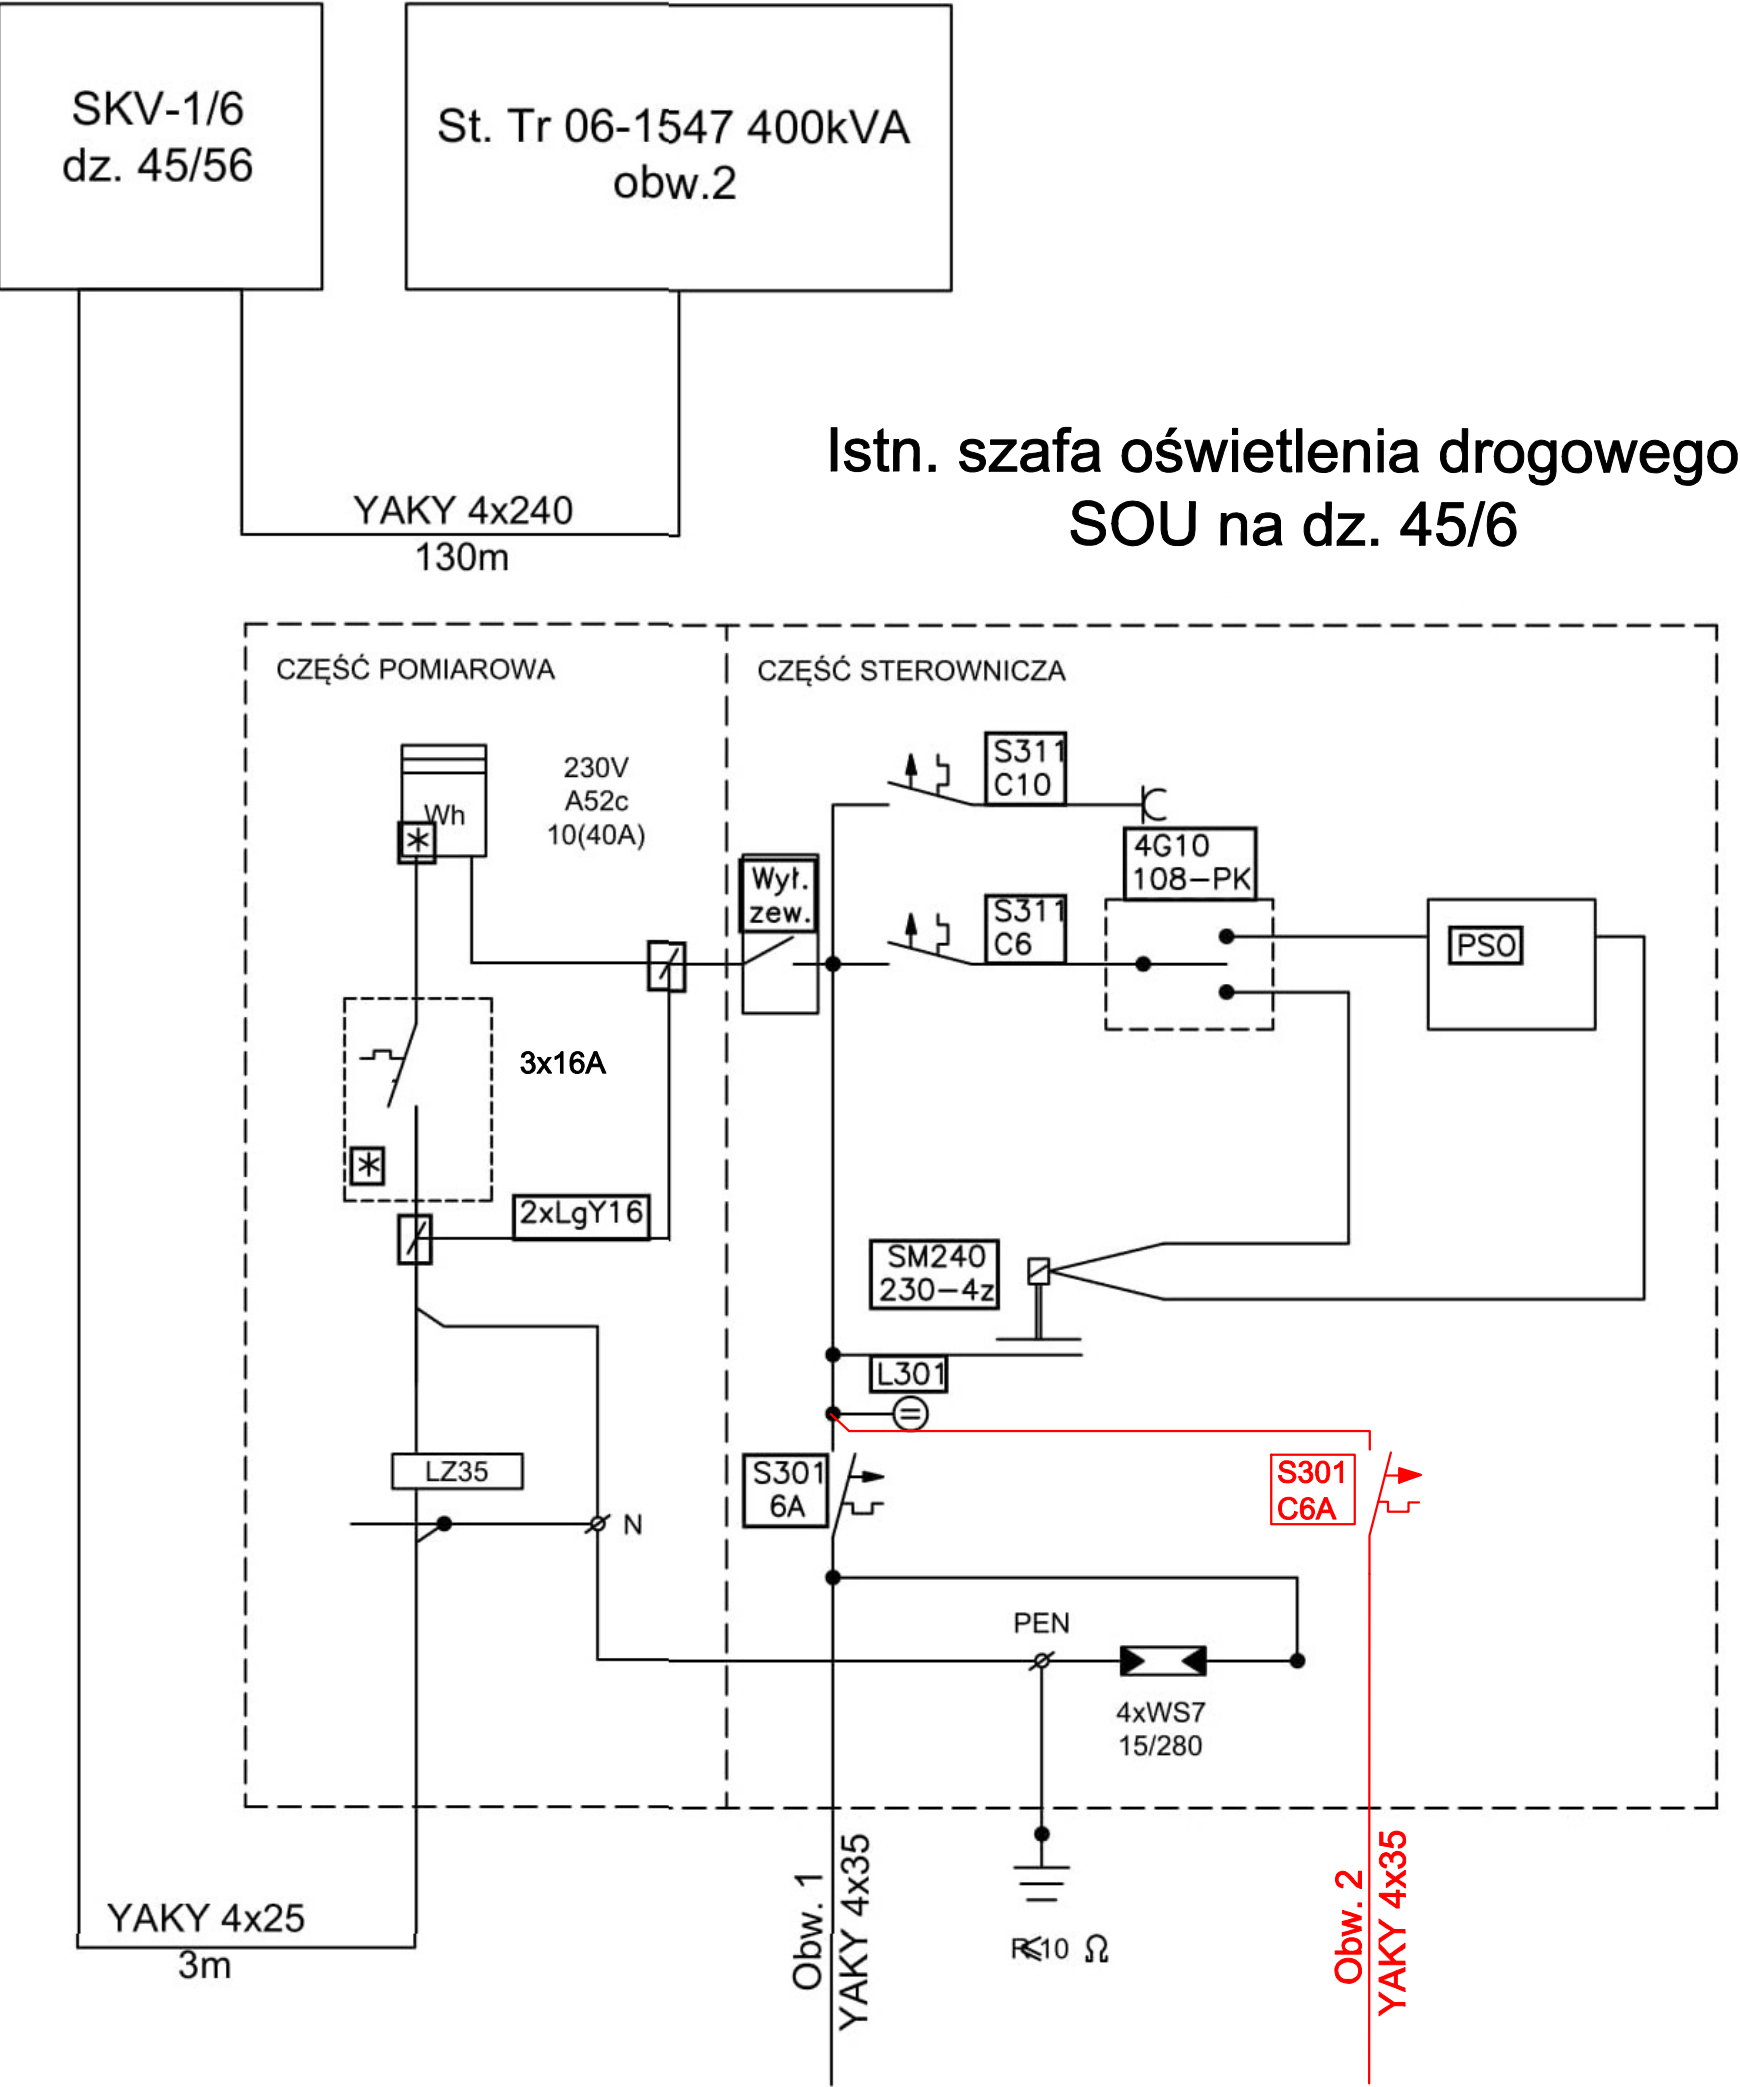 SKV-1/6
dz. 45/56
St. Tr 06-1547 400kVA
obw.2
YAKY 4x240
130m
Istn. szafa oświetlenia drogowego
SOU na dz. 45/6
CZĘŚĆ POMIAROWA
CZĘŚĆ STEROWNICZA
Wh
230V
A52c
10(40A)
S311
C10
4G10
108-PK
Wył.
zew.
S311
C6
PSO
3x16A
2xLgY16
SM240
230-4z
L301
LZ35
N
S301
6A
S301
C6A
PEN
4xWS7
15/280
YAKY 4x25
3m
Obw. 1
YAKY 4x35
R≤10 Ω
Obw. 2
YAKY 4x35